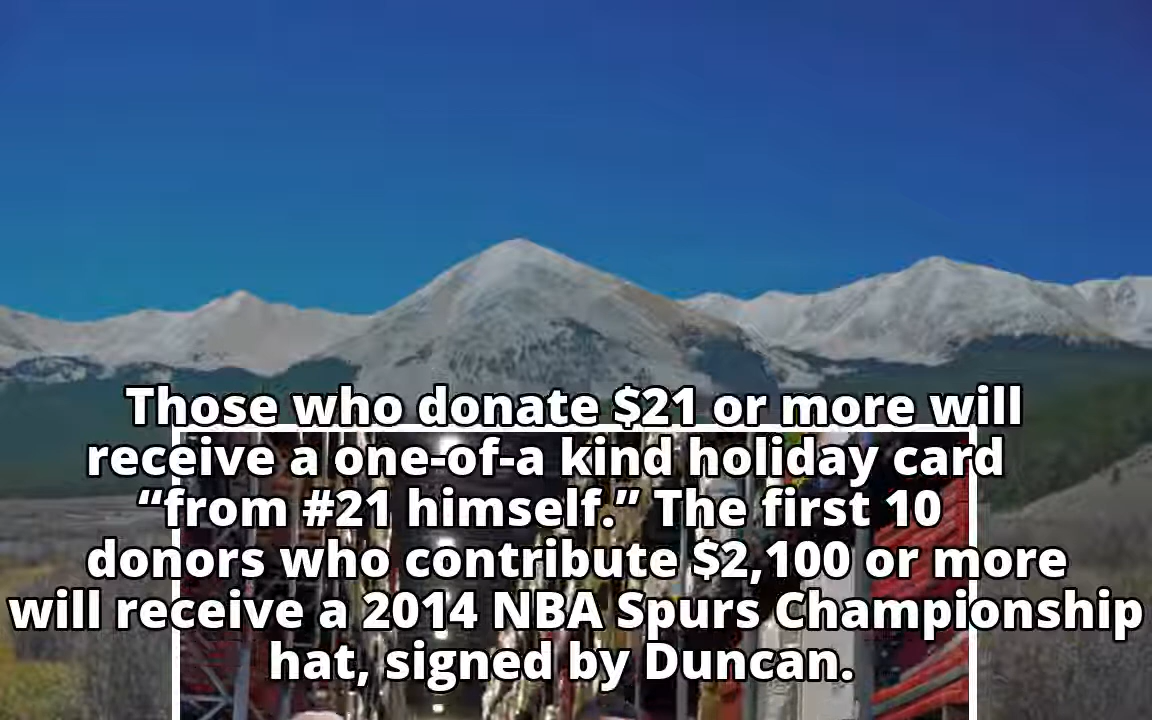 Those who donate $21 or more will
receive a one-of-a kind holiday card
“from #21 himself.” The first 10
donors who contribute $2,100 or more
will receive a 2014 NBA Spurs Championship
hat, signed by Duncan.